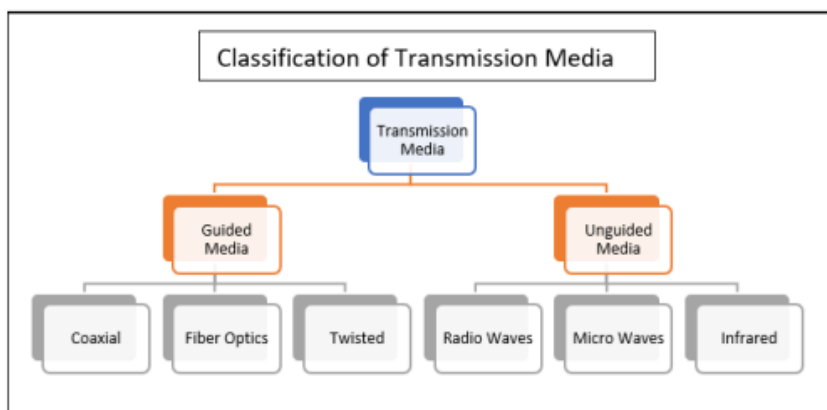 Classification of Transmission Media
Transmission
Media
Guided
Media
Unguided
Media
Coaxial
Fiber Optics
Twisted
Radio Waves
Micro Waves
Infrared